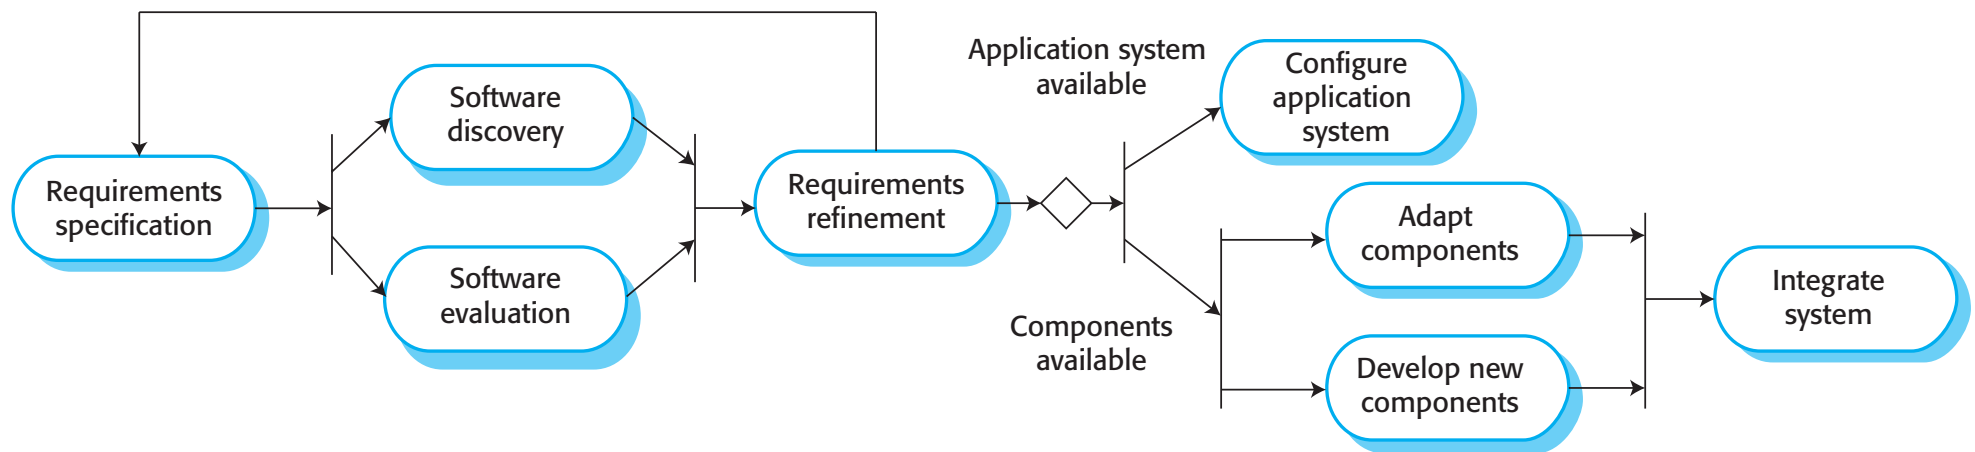 Requirements
specification
Software
discovery
Software
evaluation
Requirements
refinement
Application system
available
Configure
application
system
Components
available
Adapt
components
Develop new
components
Integrate
system